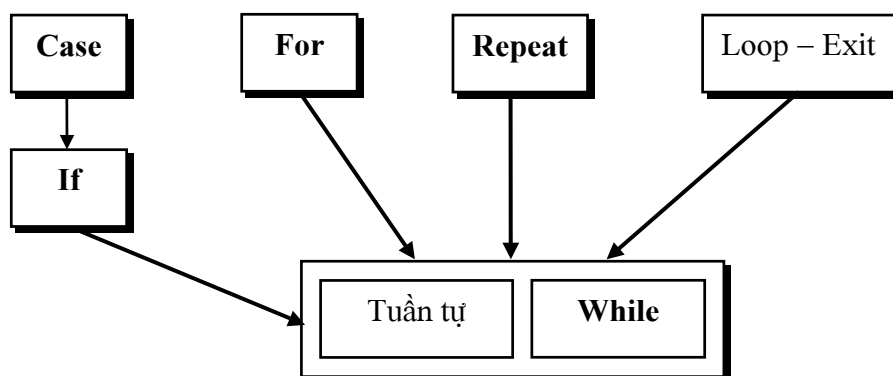 Case
For
Repeat
Loop – Exit
If
Tuần tự
While